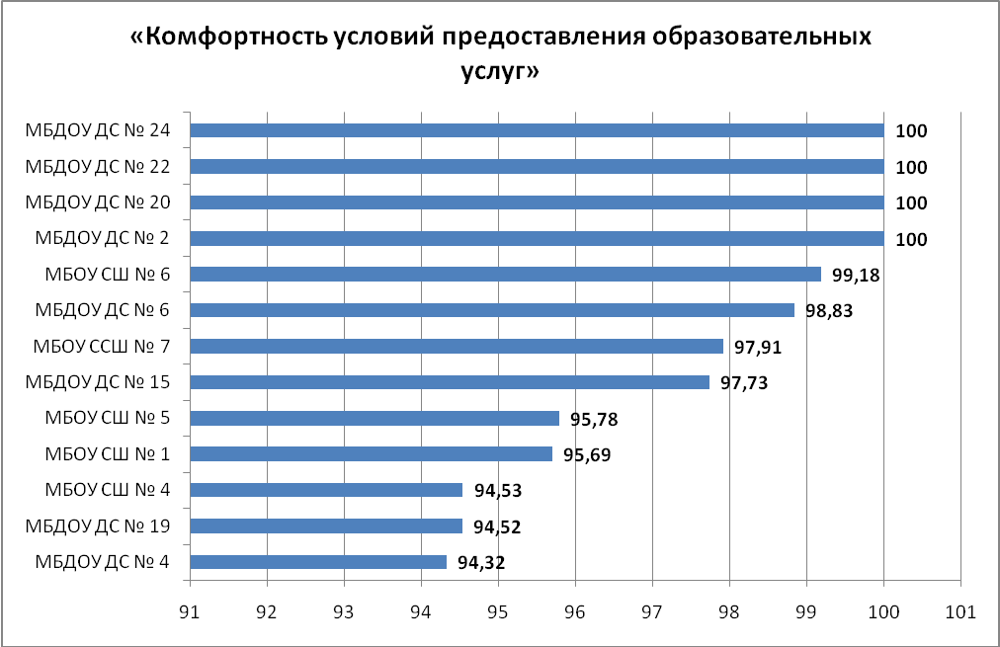 «Комфортность условий предоставления образовательных
услуг»
МБДОУ ДС № 24 100
МБДОУ ДС № 22 100
МБДОУ ДС № 20 100
МБДОУ ДС № 2 100
МБОУ СШ № 6 99,18
МБДОУ ДС № 6 98,83
МБОУ ССШ № 7 97,91
МБДОУ ДС № 15 97,73
МБОУ СШ № 5 95,78
МБОУ СШ № 1 95,69
МБОУ СШ № 4 94,53
МБДОУ ДС № 19 94,52
МБДОУ ДС № 4 94,32
91 92 93 94 95 96 97 98 99 100 101